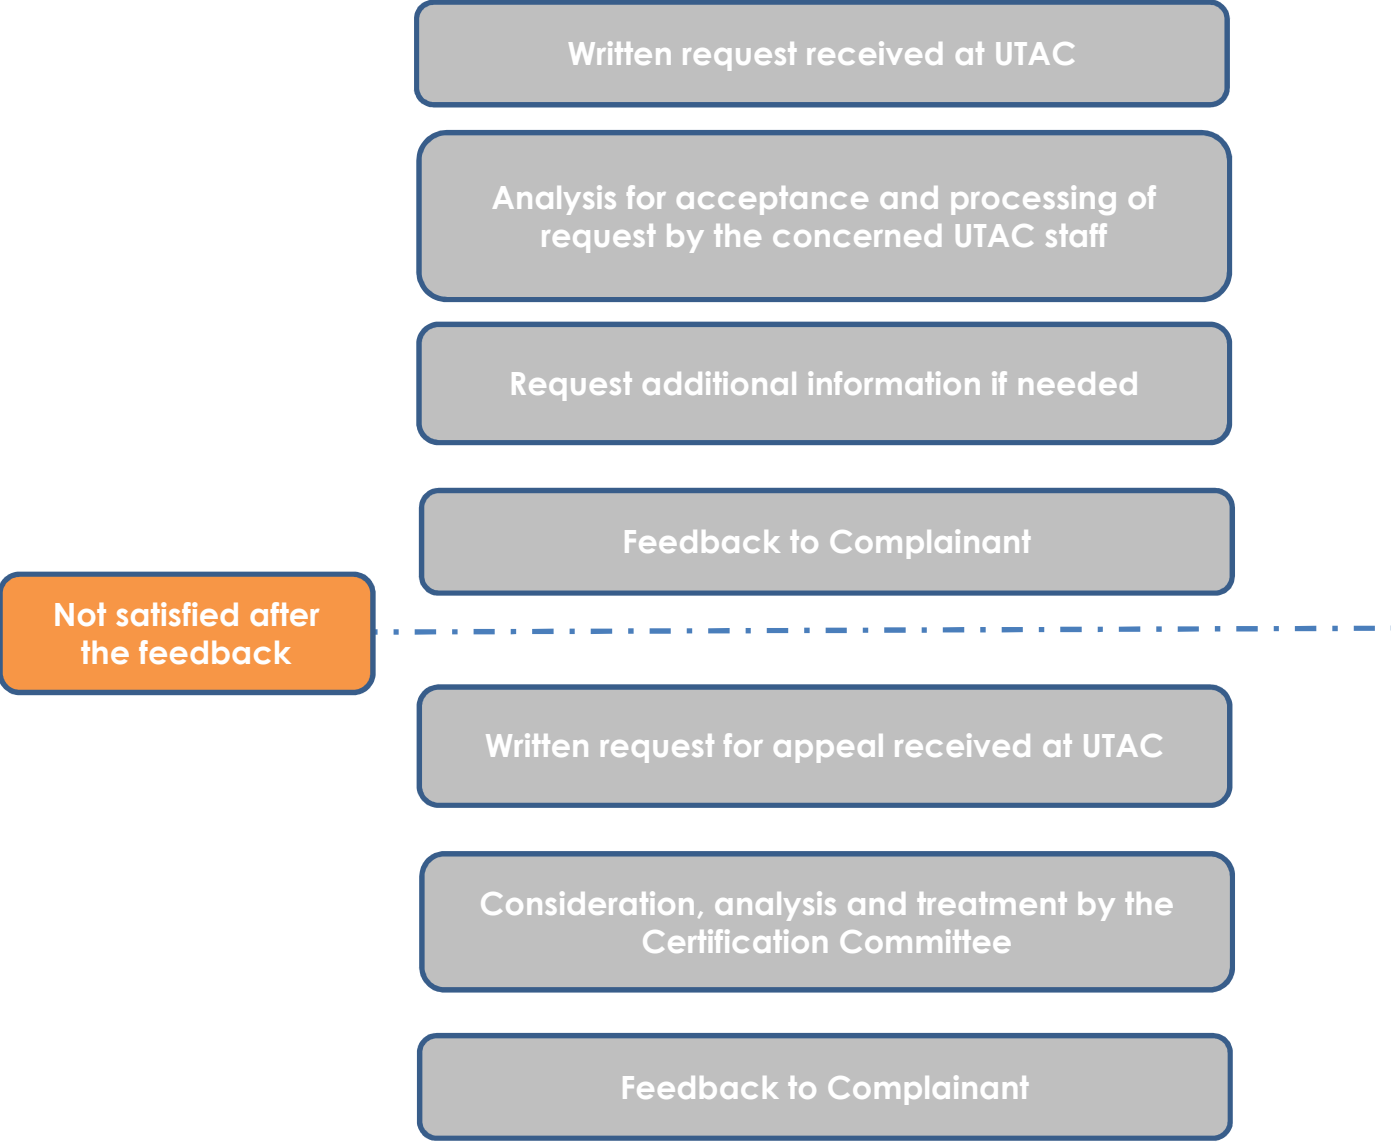 Written request received at UTAC
Analysis for acceptance and processing of
request by the concerned UTAC staff
Request additional information if needed
Feedback to Complainant
Not satisfied after
the feedback
Written request for appeal received at UTAC
Consideration, analysis and treatment by the
Certification Committee
Feedback to Complainant